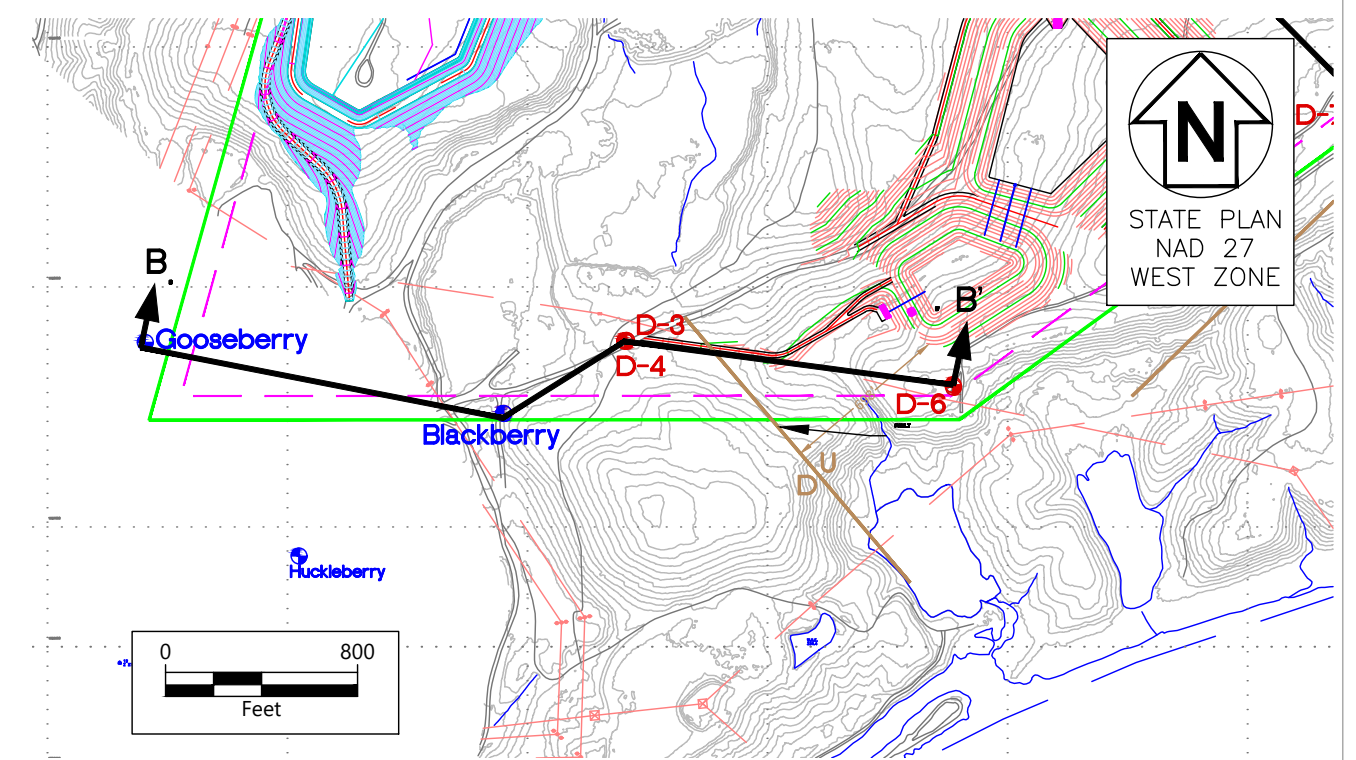 D-
N
STATE PLAN
NAD 27
WEST ZONE
B
B'
Gooseberry
D-3
D-4
D-6
Blackberry
U
D
Huckleberry
0 800
Feet